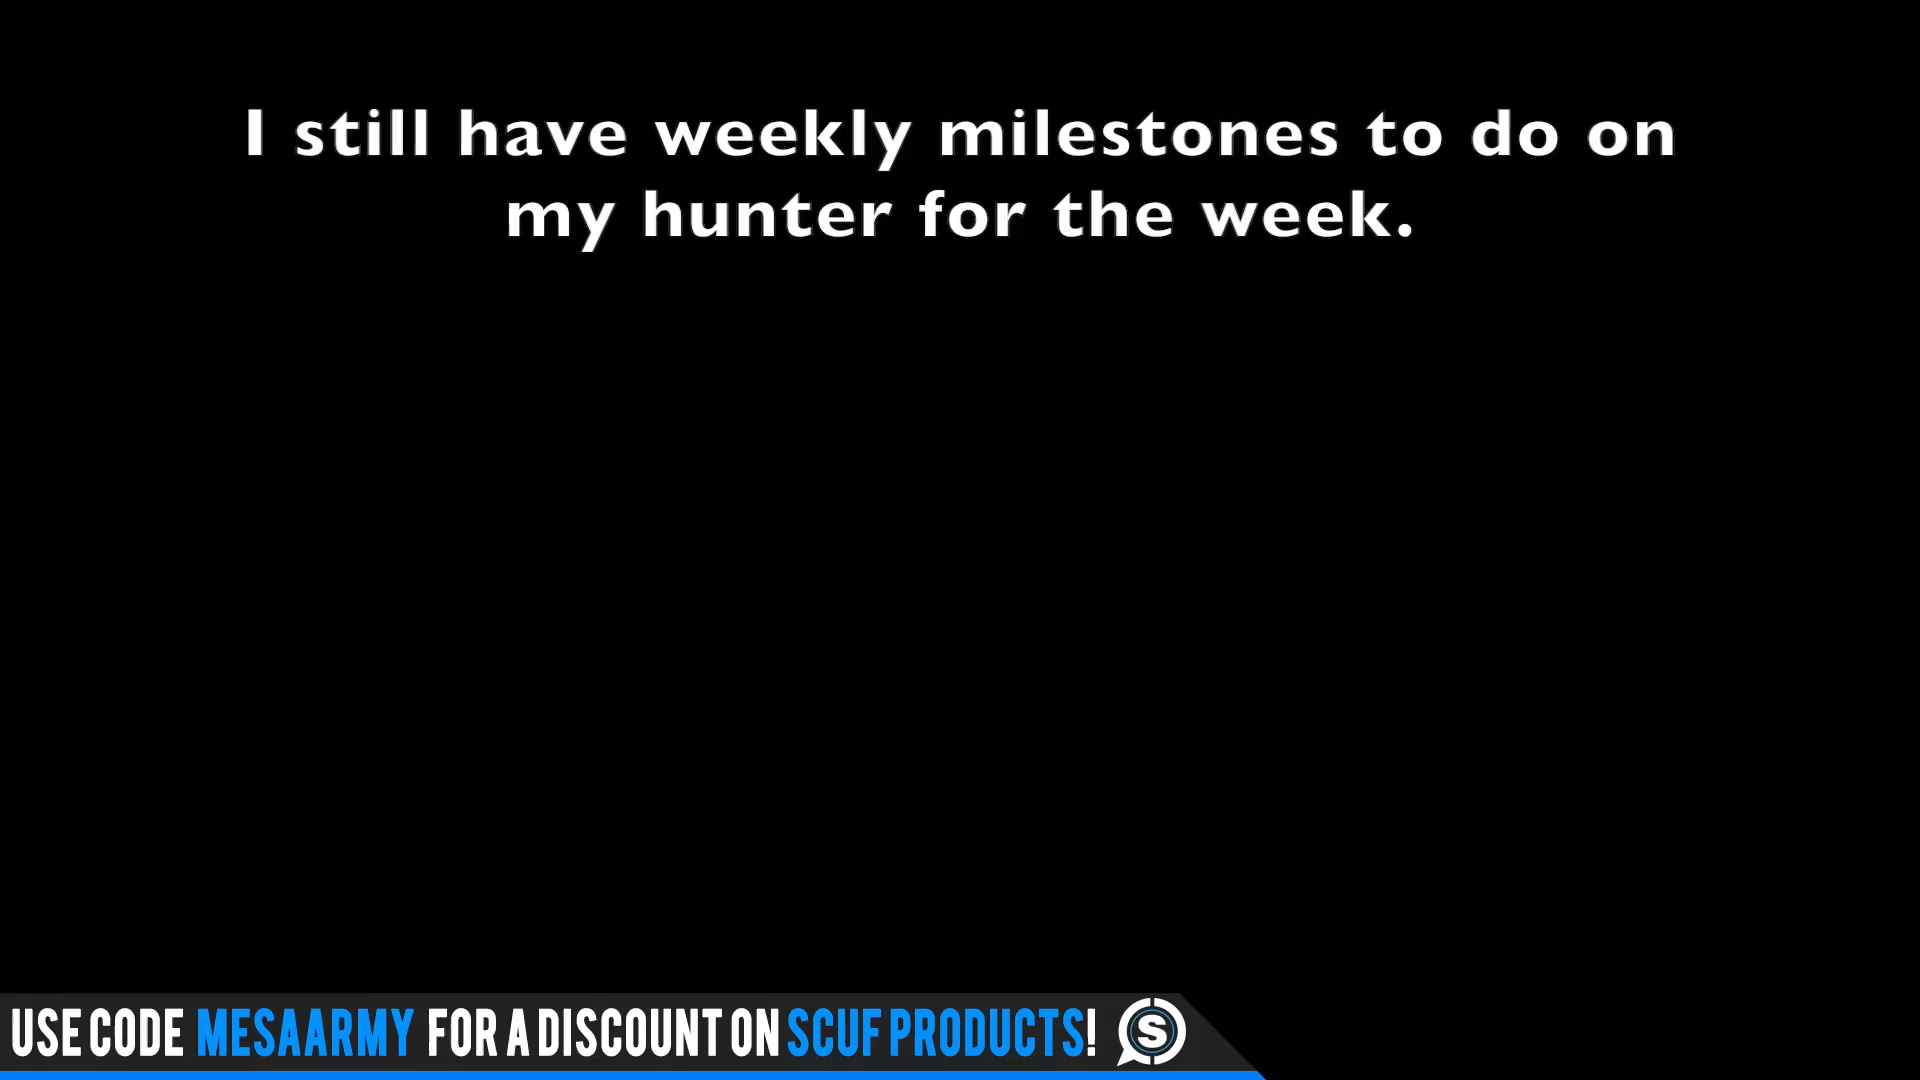 I still have weekly milestones to do on
my hunter for the week.
USE CODE MESAARMY FOR A DISCOUNT ON SCUF PRODUCTS!